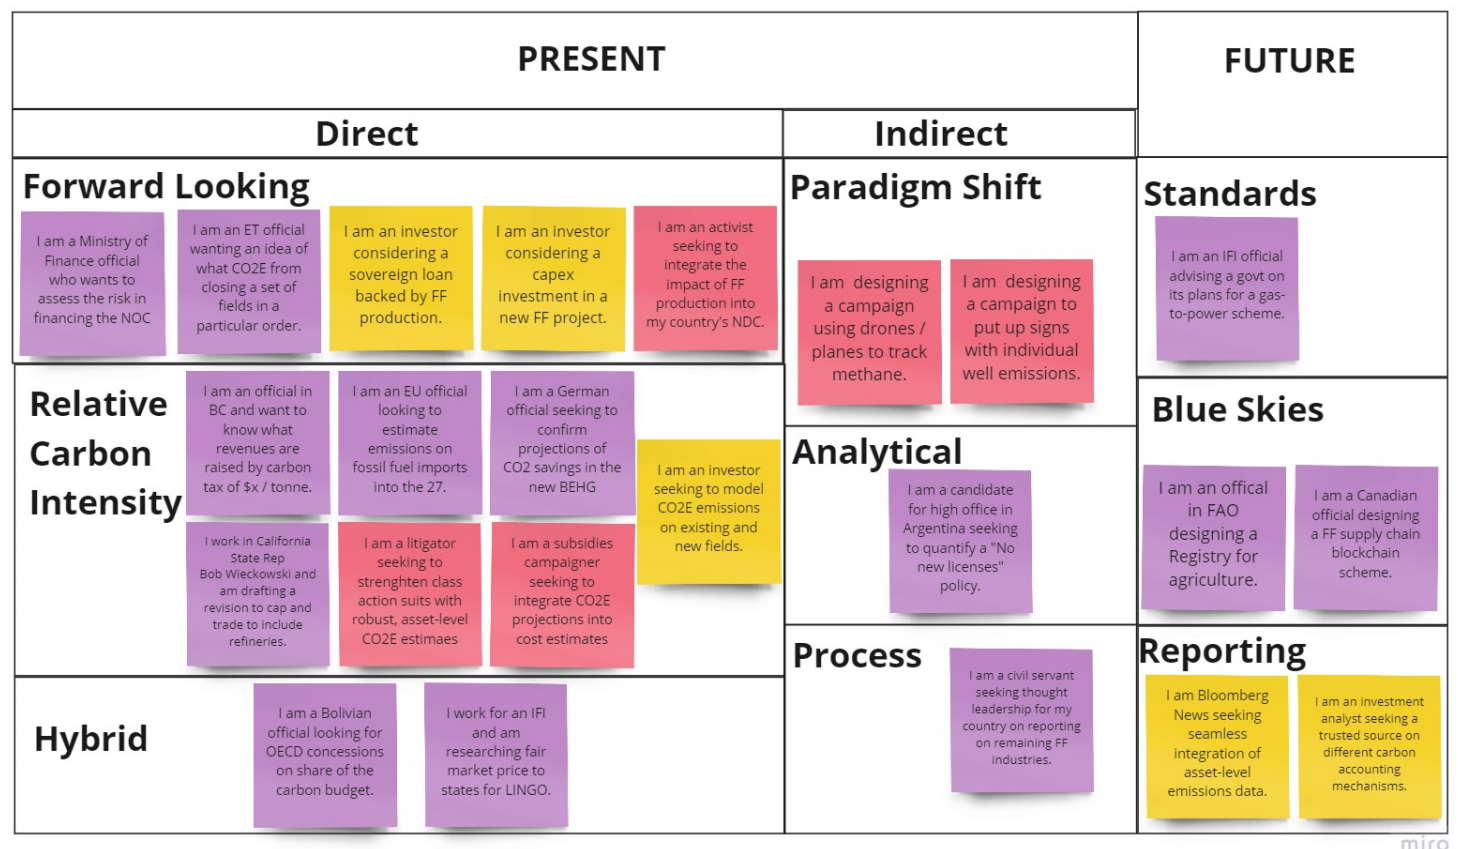 PRESENT
FUTURE
Direct
Indirect
Forward Looking
I am a Ministry of
Finance official
who wants to
assess the risk in
financing the NOC
I am an ET official
wanting an idea of
what CO2E from
closing a set of
fields in a
particular order.
I am an investor
considering a
sovereign loan
backed by FF
production.
I am an investor
considering a
capex
investment in a
new FF project.
I am an activist
seeking to
integrate the
impact of FF
production into
my country's NDC.
Relative
Carbon
Intensity
I am an official in
BC and want to
know what
revenues are
raised by carbon
tax of $x / tonne.
I am an EU official
looking to
estimate
emissions on
fossil fuel imports
into the 27.
I am a German
official seeking to
confirm
projections of
CO2 savings in the
new BEHG
I am an investor
seeking to model
CO2E emissions
on existing and
new fields.
I work in California
State Rep
Bob Wieckowski and
am drafting a
revision to cap and
trade to include
refineries.
I am a litigator
seeking to
strenghten class
action suits with
robust, asset-level
CO2E estimaes
I am a subsidies
campaigner
seeking to
integrate CO2E
projections into
cost estimates
Hybrid
I am a Bolivian
official looking for
OECD concessions
on share of the
carbon budget.
I work for an IFI
and am
researching fair
market price to
states for LINGO.
Paradigm Shift
I am  designing
a campaign
using drones /
planes to track
methane.
I am  designing
a campaign to
put up signs
with individual
well emissions.
Analytical
I am a candidate
for high office in
Argentina seeking
to quantify a "No
new licenses"
policy.
Process
I am a civil servant
seeking thought
leadership for my
country on reporting
on remaining FF
industries.
Standards
I am an IFI official
advising a govt on
its plans for a gas-
to-power scheme.
Blue Skies
I am an offical
in FAO
designing a
Registry for
agriculture.
I am a Canadian
official designing
a FF supply chain
blockchain
scheme.
Reporting
I am Bloomberg
News seeking
seamless
integration of
asset-level
emissions data.
I am an investment
analyst seeking a
trusted source on
different carbon
accounting
mechanisms.
miro